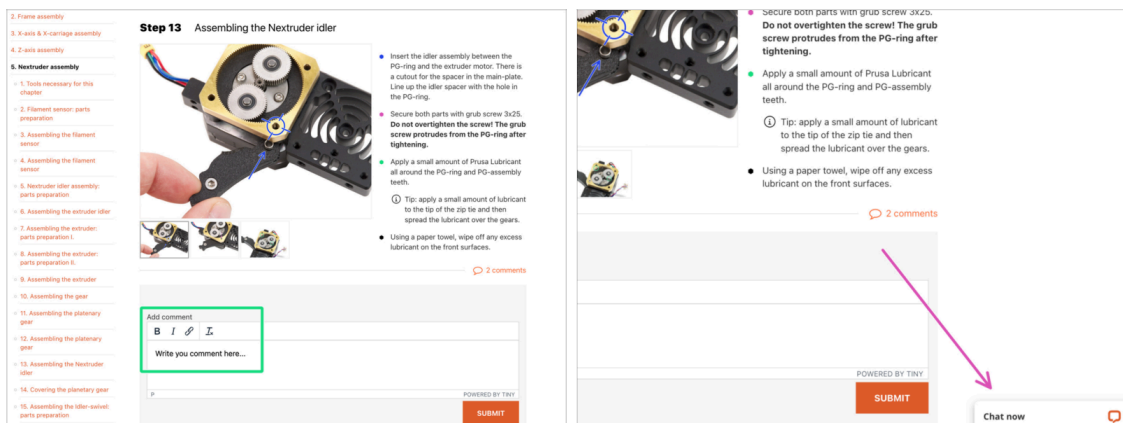 2. Frame assembly
3. X-axis & X-carriage assembly
4. Z-axis assembly
5. Nextruder assembly
1. Tools necessary for this
chapter
2. Filament sensor: parts
preparation
3. Assembling the filament
sensor
4. Assembling the filament
sensor
5. Nextruder idler assembly:
parts preparation
6. Assembling the extruder idler
7. Assembling the extruder:
parts preparation I.
8. Assembling the extruder:
parts preparation II.
9. Assembling the extruder
10. Assembling the gear
11. Assembling the platenary
gear
12. Assembling the platenary
gear
13. Assembling the Nextruder
idler
14. Covering the planetary gear
15. Assembling the Idler-swivel:
parts preparation
Step 13 Assembling the Nextruder idler
Insert the idler assembly between the
PG-ring and the extruder motor. There is
a cutout for the spacer in the main-plate.
Line up the idler spacer with the hole in
the PG-ring.
Secure both parts with grub screw 3x25.
Do not overtighten the screw! The grub
screw protrudes from the PG-ring after
tightening.
Apply a small amount of Prusa Lubricant
all around the PG-ring and PG-assembly
teeth.
Tip: apply a small amount of lubricant
to the tip of the zip tie and then
spread the lubricant over the gears.
Using a paper towel, wipe off any excess
lubricant on the front surfaces.
2 comments
Add comment
B I
Write you comment here...
P POWERED BY TINY
SUBMIT
Secure both parts with grub screw 3x25.
Do not overtighten the screw! The grub
screw protrudes from the PG-ring after
tightening.
Apply a small amount of Prusa Lubricant
all around the PG-ring and PG-assembly
teeth.
Tip: apply a small amount of lubricant
to the tip of the zip tie and then
spread the lubricant over the gears.
Using a paper towel, wipe off any excess
lubricant on the front surfaces.
2 comments
POWERED BY TINY
SUBMIT
Chat now